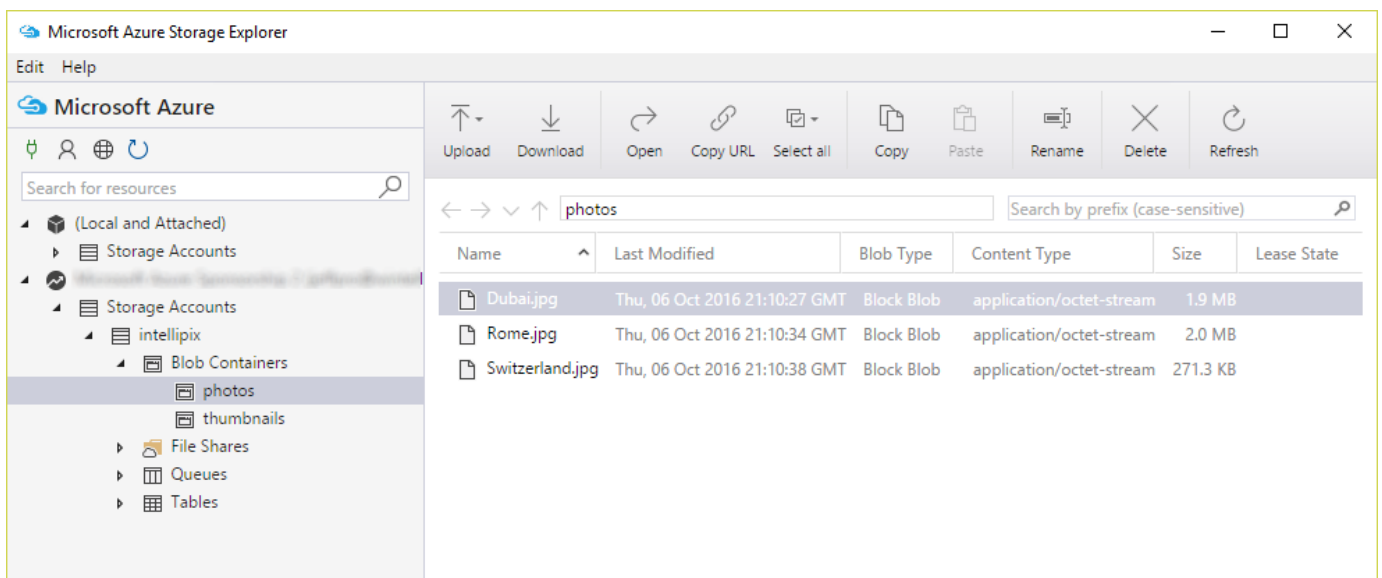 Microsoft Azure Storage Explorer
Edit Help
Microsoft Azure
Search for resources
(Local and Attached)
Storage Accounts
Storage Accounts
intellipix
Blob Containers
photos
thumbnails
File Shares
Queues
Tables
Upload Download Open Copy URL Select all Copy Paste Rename Delete Refresh
photos Search by prefix (case-sensitive)
Name Last Modified Blob Type Content Type Size Lease State
Dubai.jpg Thu, 06 Oct 2016 21:10:27 GMT Block Blob application/octet-stream 1.9 MB
Rome.jpg Thu, 06 Oct 2016 21:10:34 GMT Block Blob application/octet-stream 2.0 MB
Switzerland.jpg Thu, 06 Oct 2016 21:10:38 GMT Block Blob application/octet-stream 271.3 KB